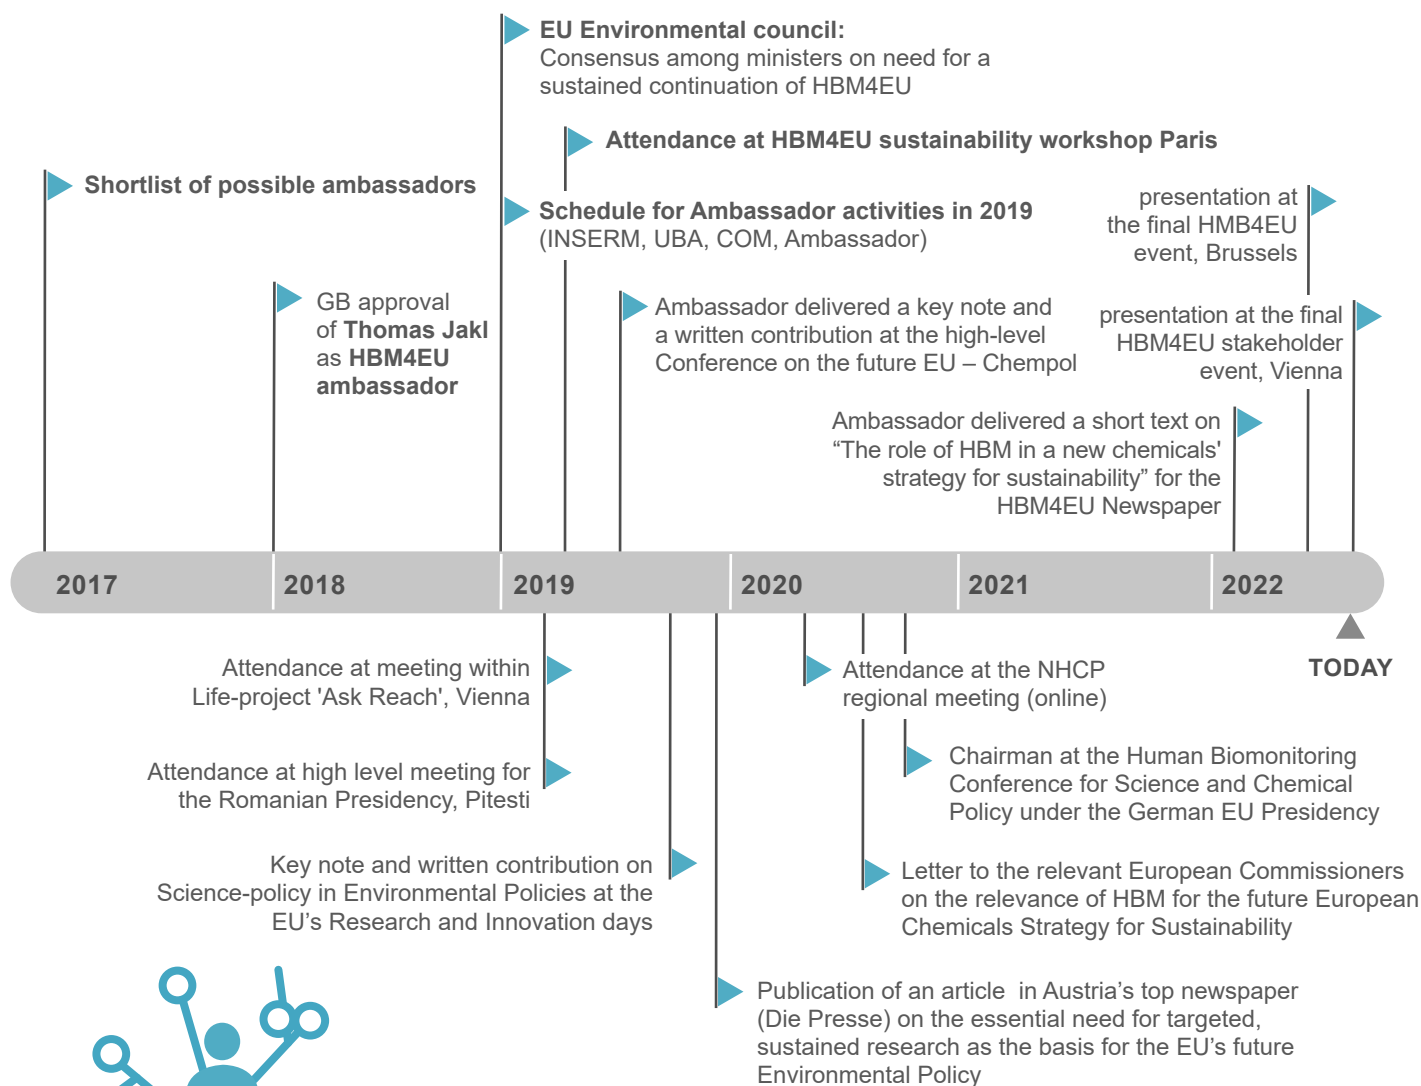 EU Environmental council:
Consensus among ministers on need for a
sustained continuation of HBM4EU
Attendance at HBM4EU sustainability workshop Paris
Shortlist of possible ambassadors
Schedule for Ambassador activities in 2019
(INSERM, UBA, COM, Ambassador)
presentation at
the final HMB4EU
event, Brussels
GB approval
of Thomas Jakl
as HBM4EU
ambassador
Ambassador delivered a key note and
a written contribution at the high-level
Conference on the future EU – Chempol
presentation at the final
HBM4EU stakeholder
event, Vienna
Ambassador delivered a short text on
“The role of HBM in a new chemicals'
strategy for sustainability” for the
HBM4EU Newspaper
2017 2018 2019 2020 2021 2022
TODAY
Attendance at meeting within
Life-project 'Ask Reach', Vienna
Attendance at the NHCP
regional meeting (online)
Attendance at high level meeting for
the Romanian Presidency, Pitesti
Chairman at the Human Biomonitoring
Conference for Science and Chemical
Policy under the German EU Presidency
Key note and written contribution on
Science-policy in Environmental Policies at the
EU’s Research and Innovation days
Letter to the relevant European Commissioners
on the relevance of HBM for the future European
Chemicals Strategy for Sustainability
Publication of an article in Austria’s top newspaper
(Die Presse) on the essential need for targeted,
sustained research as the basis for the EU’s future
Environmental Policy